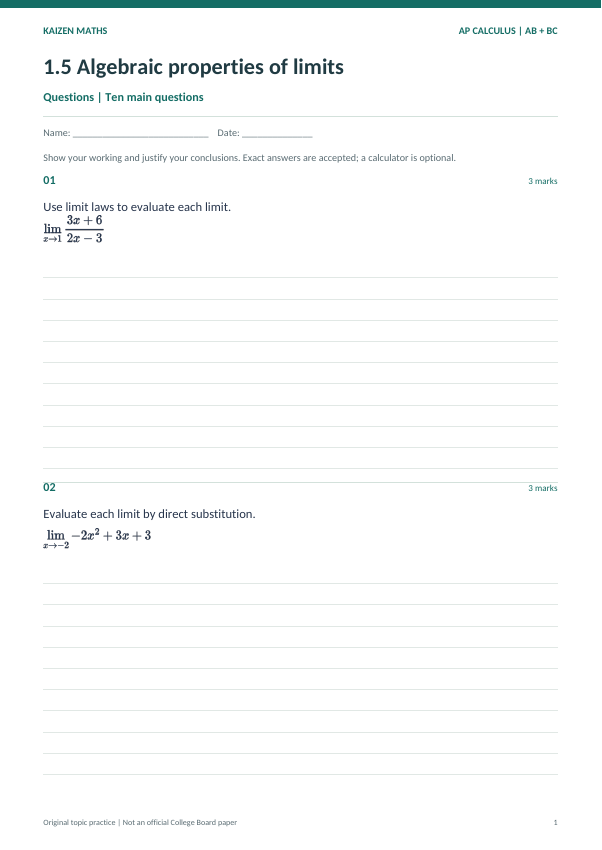 KAIZEN MATHS
AP CALCULUS | AB + BC
1.5 Algebraic properties of limits
Questions | Ten main questions
Name: ____________________________ Date: ______________
Show your working and justify your conclusions. Exact answers are accepted; a calculator is optional.
01
3 marks
Use limit laws to evaluate each limit.
lim x→1 (3x + 6)/(2x − 3)
02
3 marks
Evaluate each limit by direct substitution.
lim x→−2 −2x² + 3x + 3
Original topic practice | Not an official College Board paper
1